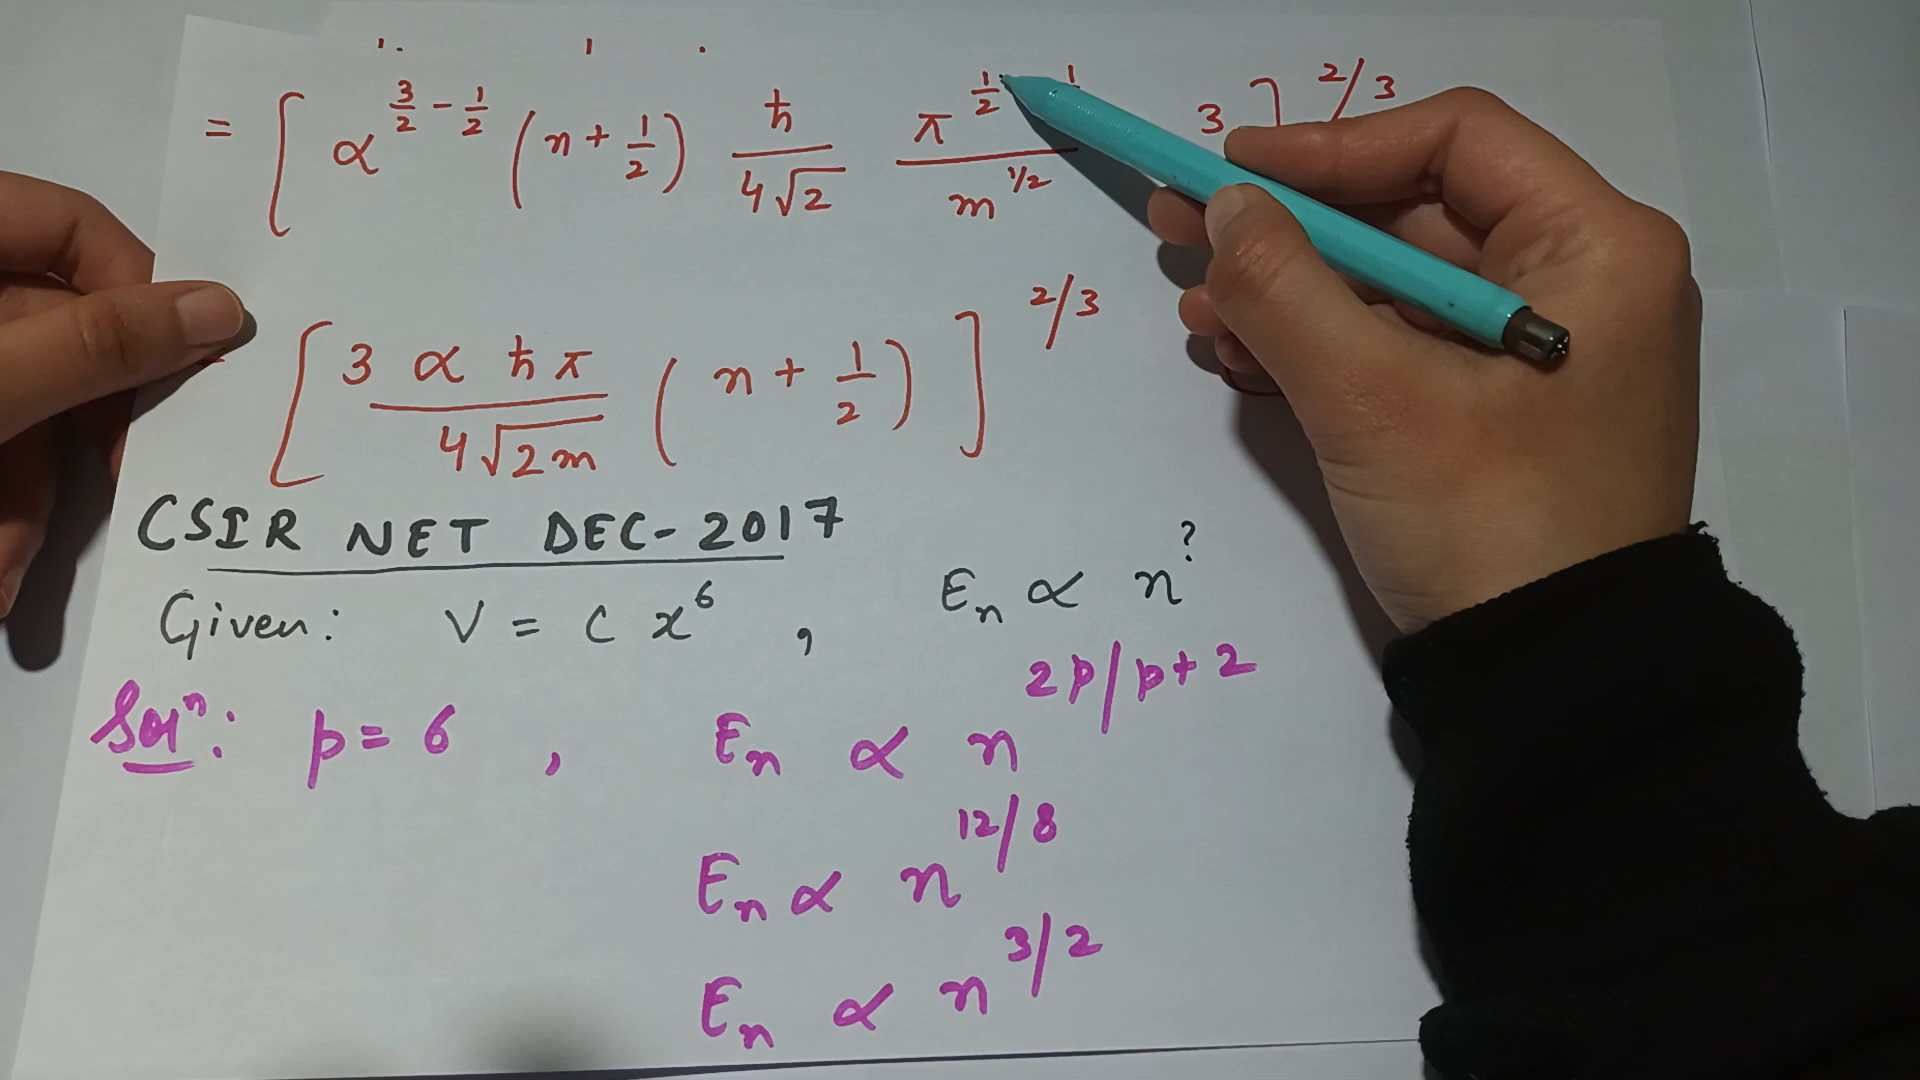 = [ α^{3/2 - 1/2} (n + 1/2) ħ/4√2 π^{1/2} 1/m^{1/2} 3 ]^{2/3}
[ 3 α ħ π / 4√2m ( n + 1/2 ) ]^{2/3}
CSIR NET DEC-2017
Given: V = c x^6 , E_n ∝ n^?
Sol^n: p = 6 , E_n ∝ n^{2p/p+2}
E_n ∝ n^{12/8}
E_n ∝ n^{3/2}